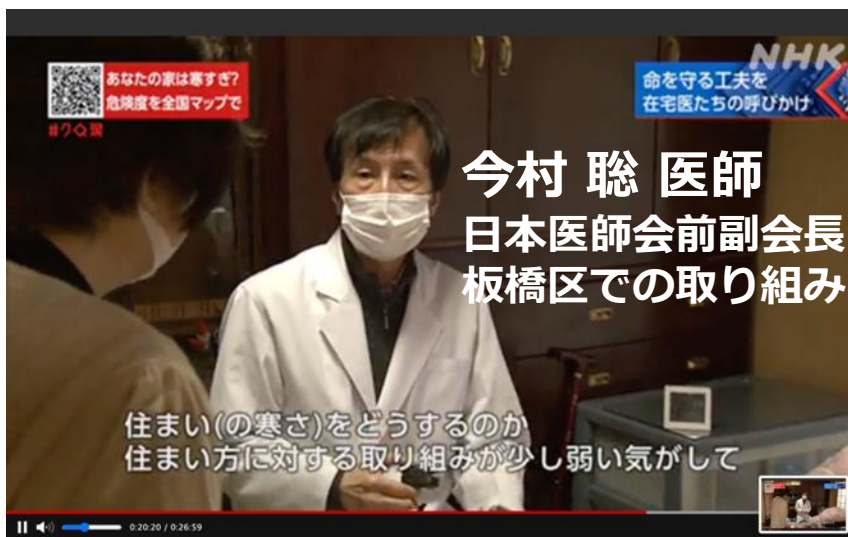 あなたの家は寒すぎ?
危険度を全国マップで
#クロ現
NHK
命を守る工夫を
在宅医たちの呼びかけ
今村 聡 医師
日本医師会前副会長
板橋区での取り組み
住まい(の寒さ)をどうするのか
住まい方に対する取り組みが少し弱い気がして
0:20:20 / 0:26:59